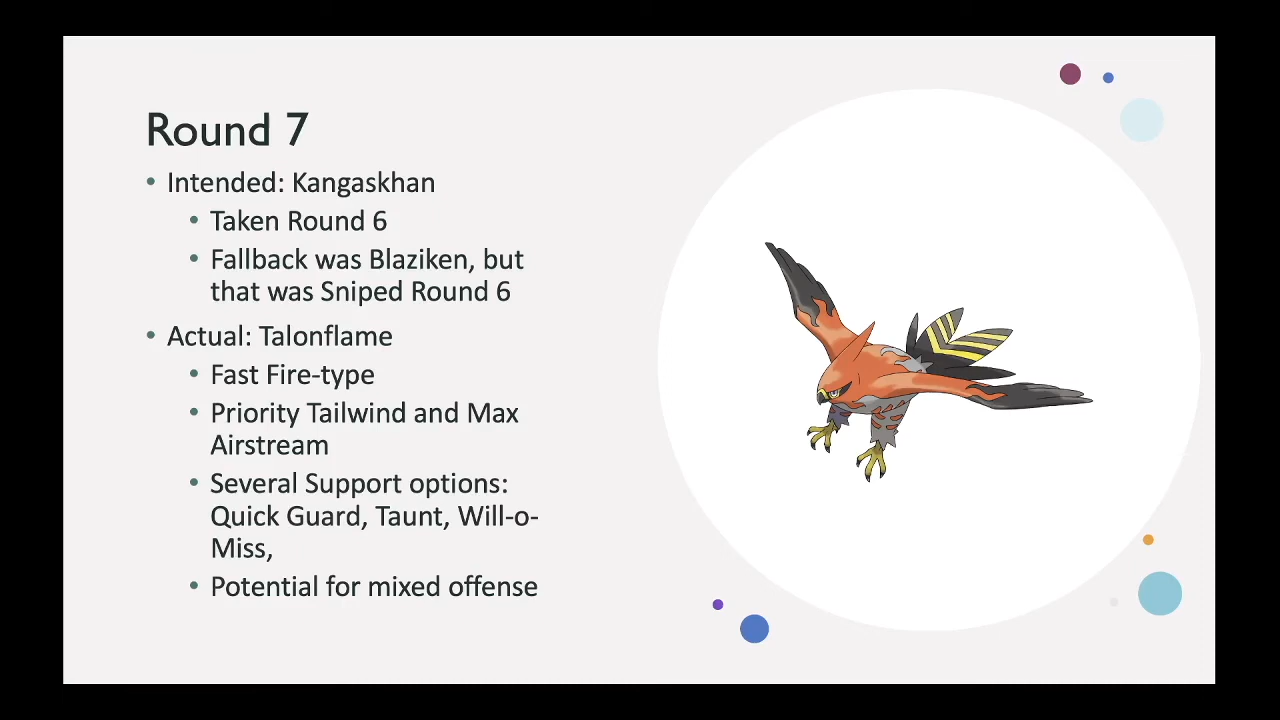 Round 7
• Intended: Kangaskhan
• Taken Round 6
• Fallback was Blaziken, but
that was Sniped Round 6
• Actual: Talonflame
• Fast Fire-type
• Priority Tailwind and Max
Airstream
• Several Support options:
Quick Guard, Taunt, Will-o-
Miss,
• Potential for mixed offense